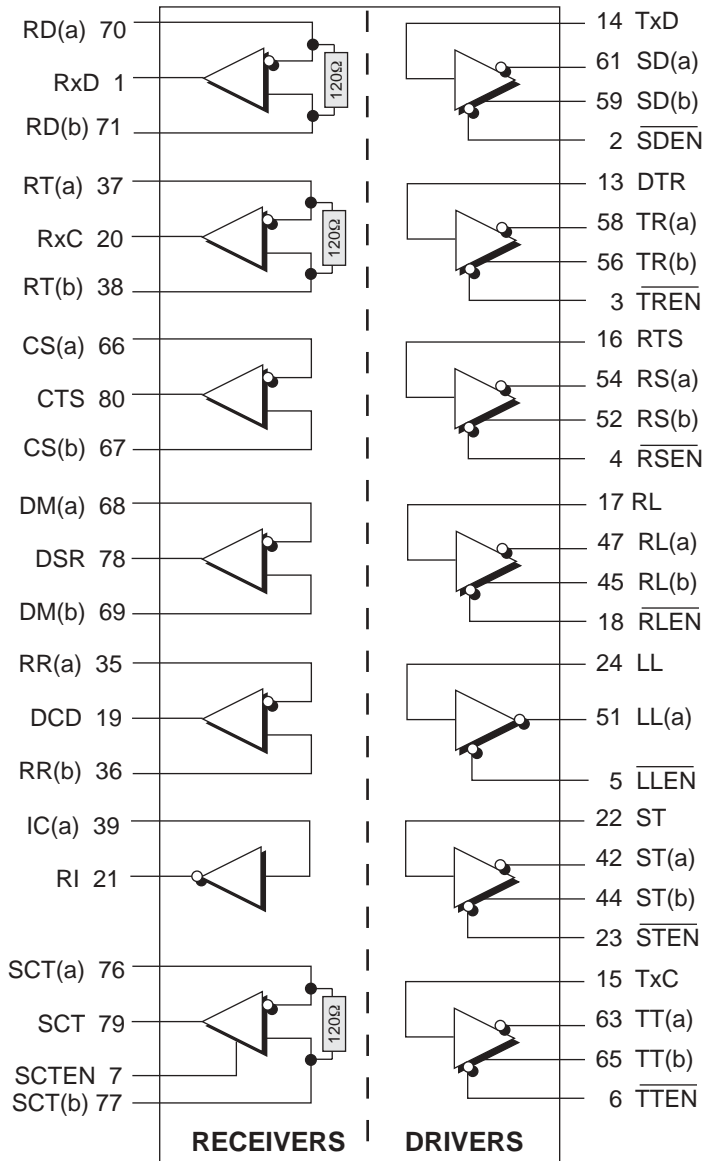 RD(a) 70
RxD 1
RD(b) 71
120Ω
RT(a) 37
RxC 20
RT(b) 38
120Ω
CS(a) 66
CTS 80
CS(b) 67
DM(a) 68
DSR 78
DM(b) 69
RR(a) 35
DCD 19
RR(b) 36
IC(a) 39
RI 21
SCT(a) 76
SCT 79
SCTEN 7
SCT(b) 77
120Ω
RECEIVERS
14 TxD
61 SD(a)
59 SD(b)
2 SDEN
13 DTR
58 TR(a)
56 TR(b)
3 TREN
16 RTS
54 RS(a)
52 RS(b)
4 RSEN
17 RL
47 RL(a)
45 RL(b)
18 RLEN
24 LL
51 LL(a)
5 LLEN
22 ST
42 ST(a)
44 ST(b)
23 STEN
15 TxC
63 TT(a)
65 TT(b)
6 TTEN
DRIVERS